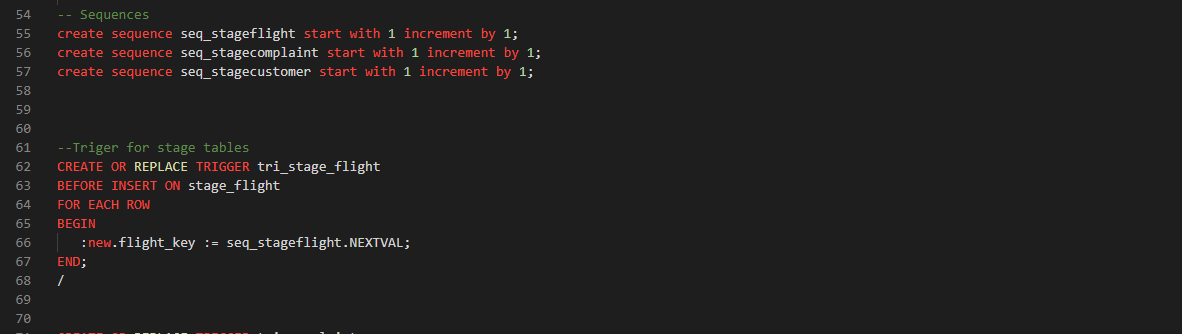 54 -- Sequences
55 create sequence seq_stageflight start with 1 increment by 1;
56 create sequence seq_stagecomplaint start with 1 increment by 1;
57 create sequence seq_stagecustomer start with 1 increment by 1;
58
59
60
61 --Triger for stage tables
62 CREATE OR REPLACE TRIGGER tri_stage_flight
63 BEFORE INSERT ON stage_flight
64 FOR EACH ROW
65 BEGIN
66 :new.flight_key := seq_stageflight.NEXTVAL;
67 END;
68 /
69
70